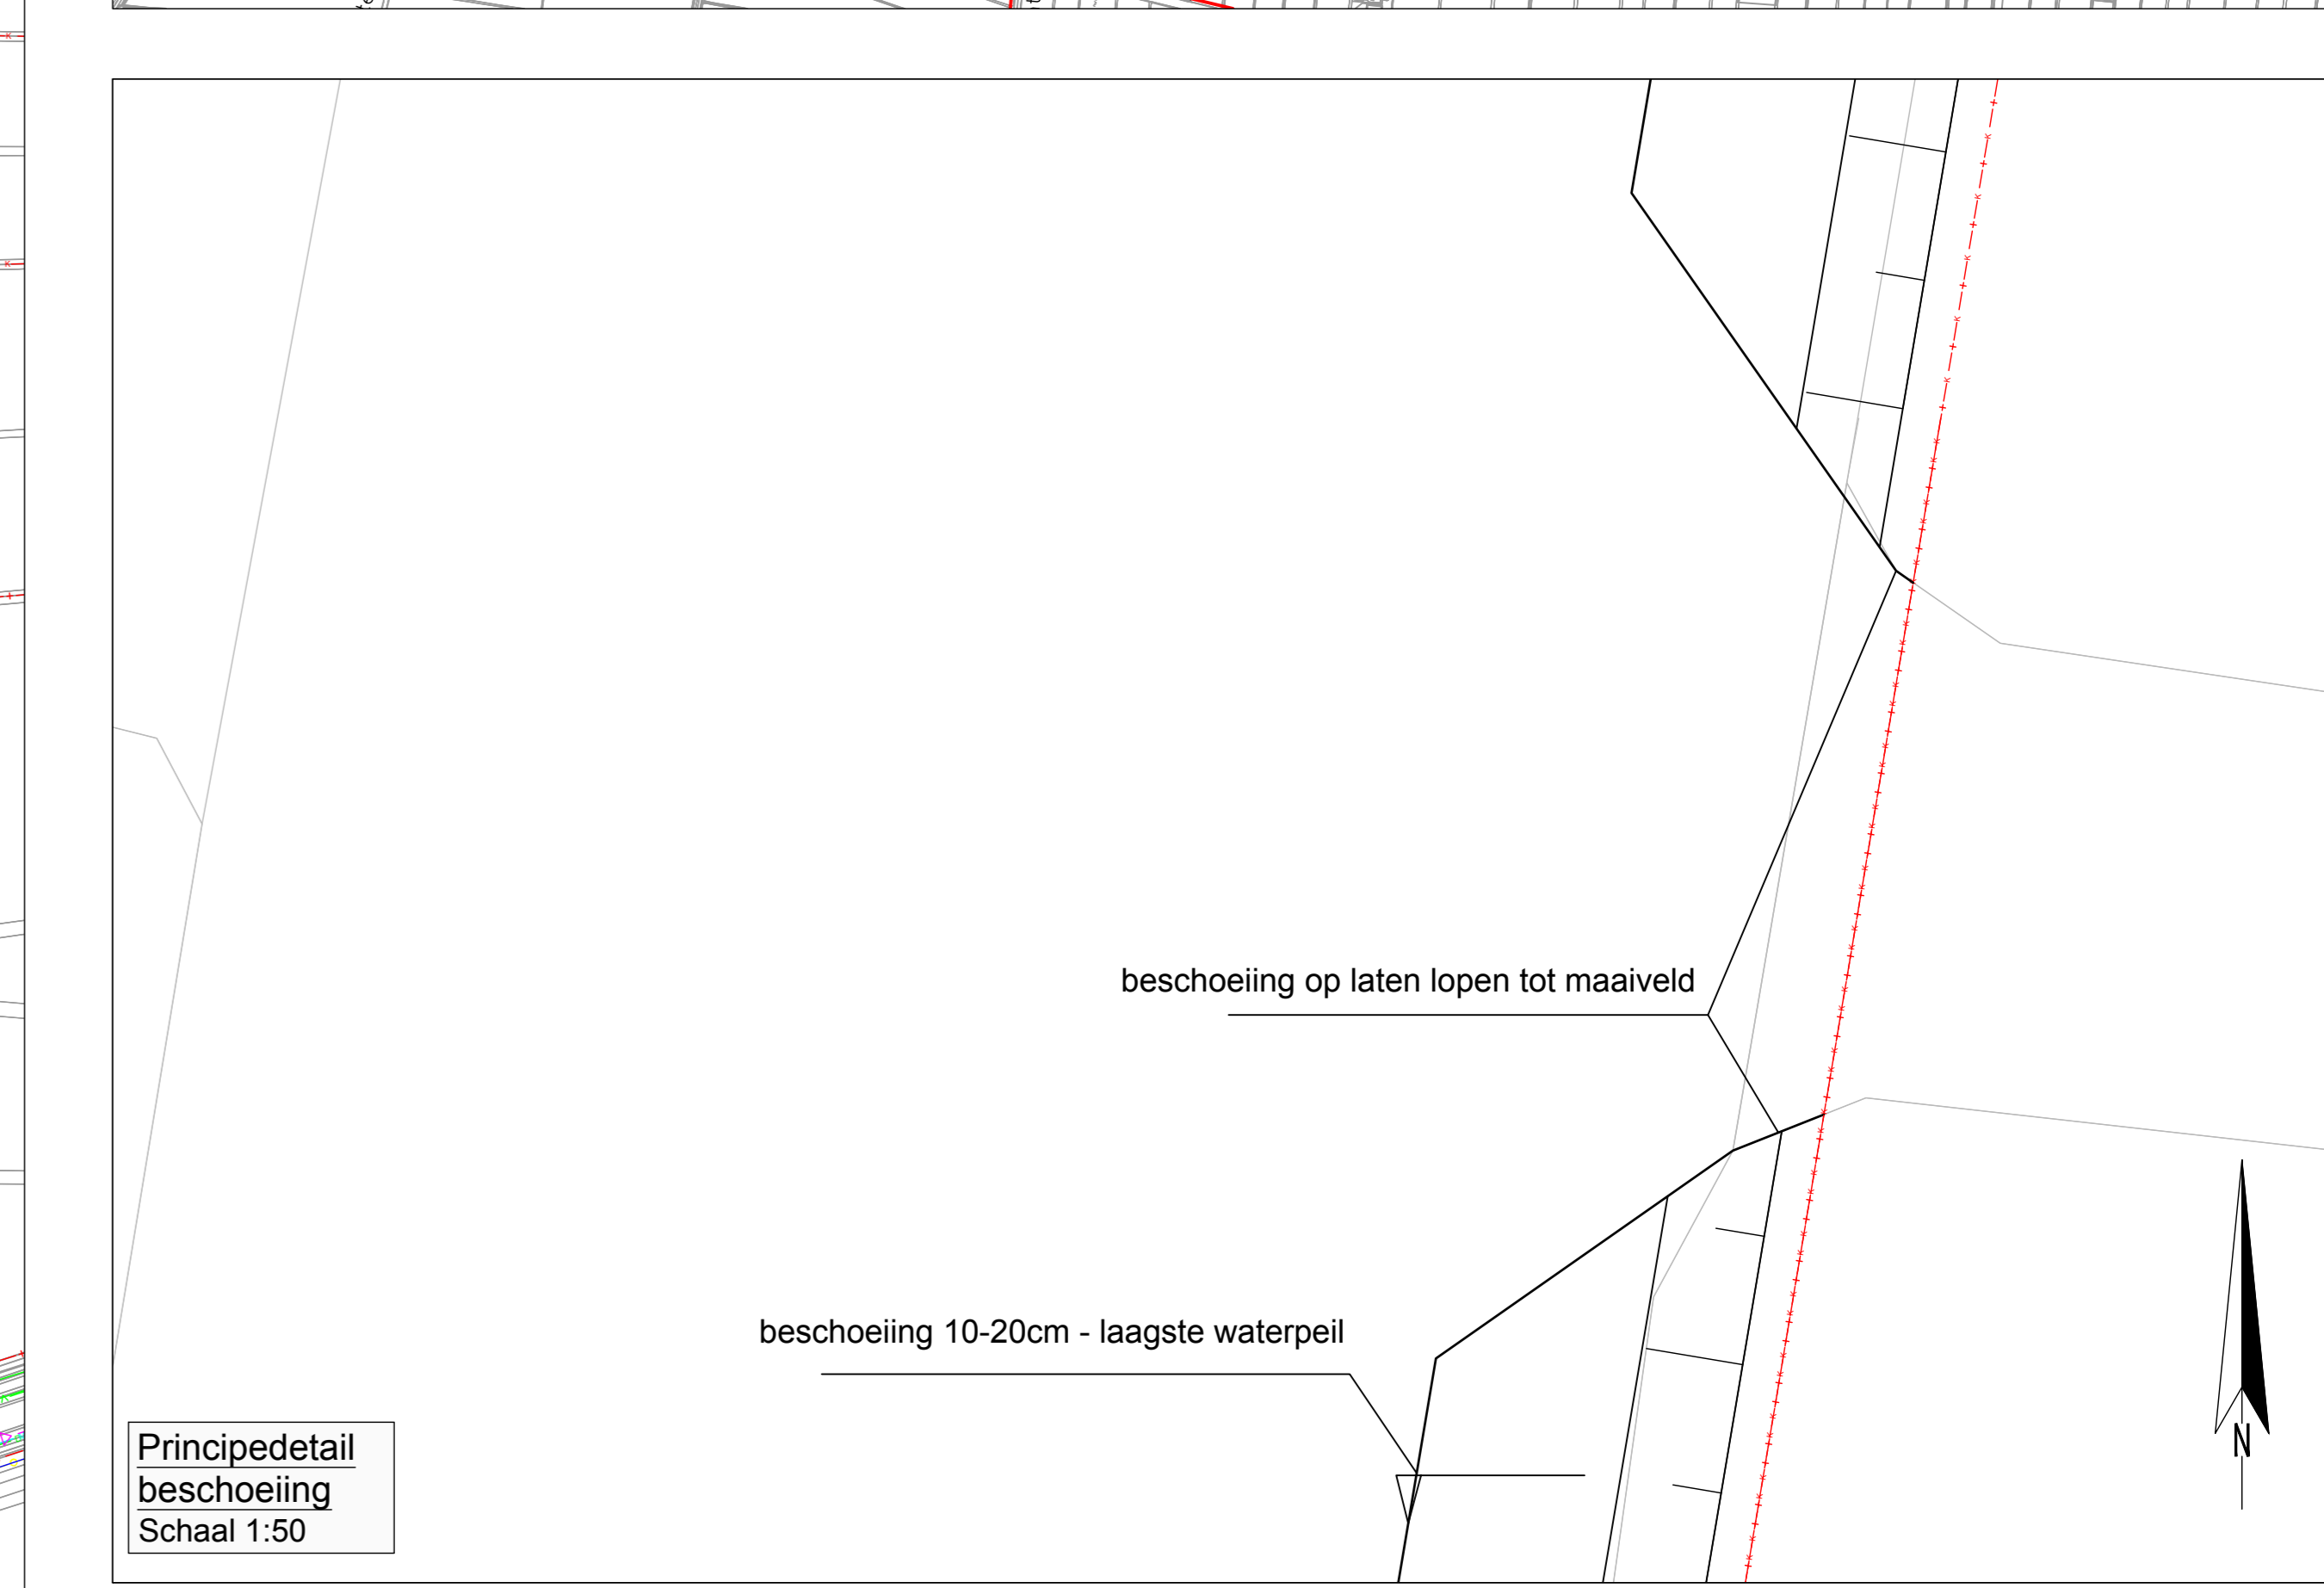 beschoeiing op laten lopen tot maaiveld
beschoeiing 10-20cm - laagste waterpeil
Principedetail
beschoeiing
Schaal 1:50
N